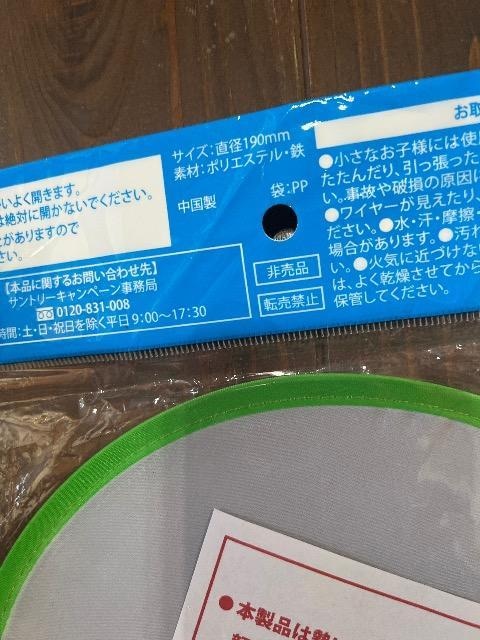 いよく開きます。
は絶対に開かないでください。
とがありますので
さい。
【本品に関するお問い合わせ先】
サントリーキャンペーン事務局
0120-831-008
時間:土・日・祝日を除く平日 9:00〜17:30
サイズ:直径190mm
素材:ポリエステル・鉄
中国製
袋:PP
非売品
転売禁止
お取
●小さなお子様には使
たたんだり、引っ張った
い。事故や破損の原因に
●ワイヤーが見えたり、
ださい。●水・汗・摩擦・
場合があります。●汚れ
●火気に近づけな
は、よく乾燥させてから
保管してください。
●本製品は